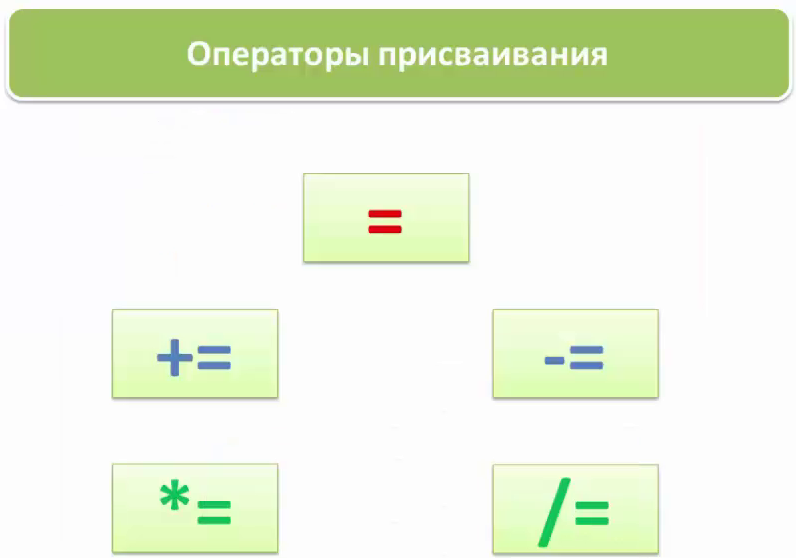 Операторы присваивания
=
+= -=
*= /=